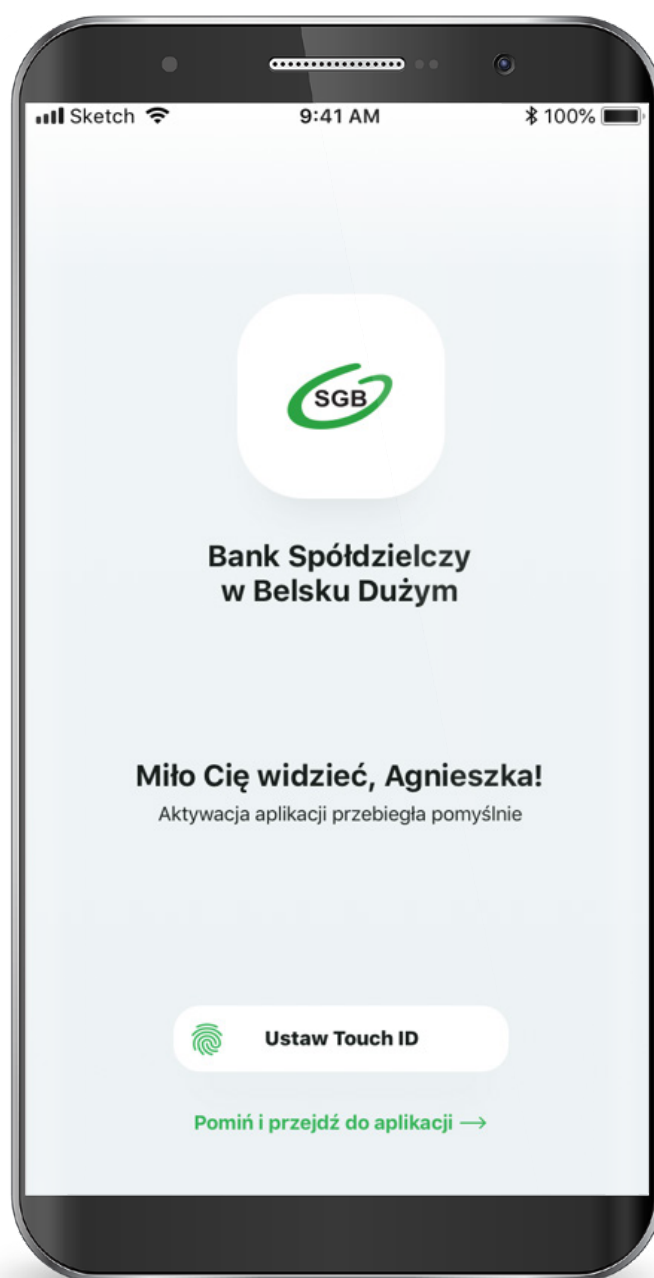 Sketch 9:41 AM 100%
SGB
Bank Spółdzielczy
w Belsku Dużym
Miło Cię widzieć, Agnieszka!
Aktywacja aplikacji przebiegła pomyślnie
Ustaw Touch ID
Pomiń i przejdź do aplikacji →